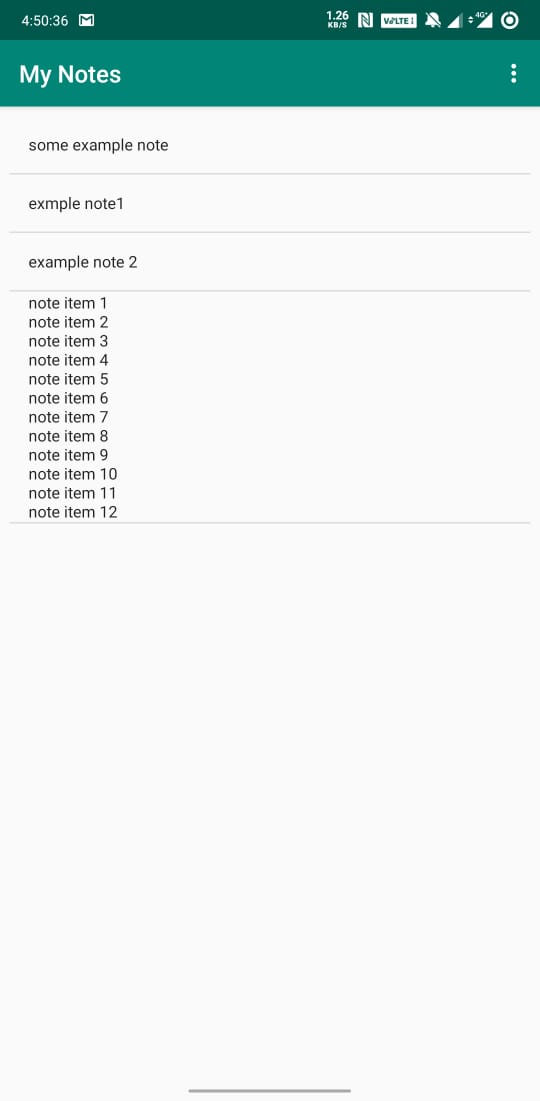 4:50:36
1.26
KB/S
VoLTE
4G+
My Notes
some example note
exmple note1
example note 2
note item 1
note item 2
note item 3
note item 4
note item 5
note item 6
note item 7
note item 8
note item 9
note item 10
note item 11
note item 12